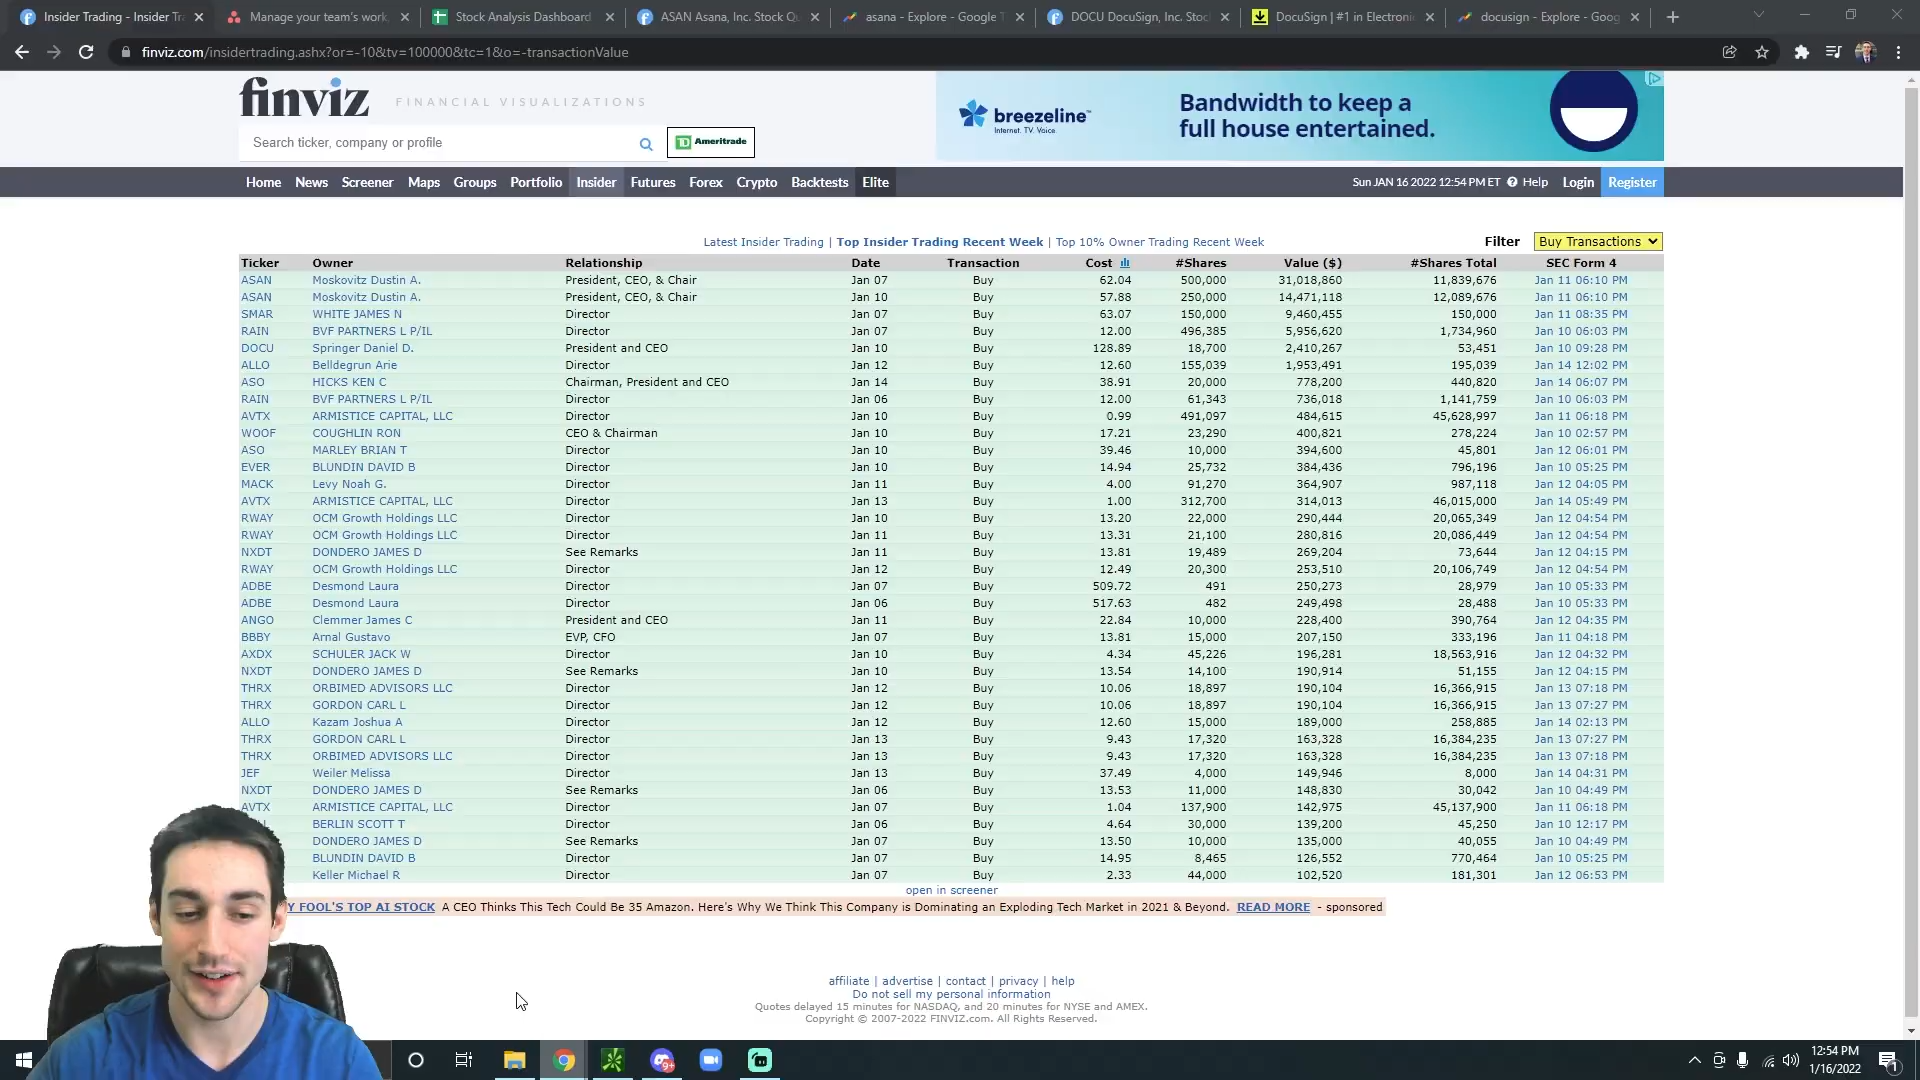 Insider Trading - Insider Tra
Manage your team's work,
Stock Analysis Dashboard
ASAN Asana, Inc. Stock Qu
asana - Explore - Google T
DOCU DocuSign, Inc. Stoc
DocuSign | #1 in Electroni
docusign - Explore - Goog
finviz.com/insidertrading.ashx?or=-10&tv=100000&tc=1&o=-transactionValue
finviz FINANCIAL VISUALIZATIONS
breezeline™
Internet. TV. Voice.
Bandwidth to keep a
full house entertained.
Search ticker, company or profile
TD Ameritrade
Home News Screener Maps Groups Portfolio Insider Futures Forex Crypto Backtests Elite Sun JAN 16 2022 12:54 PM ET Help Login Register
Latest Insider Trading | Top Insider Trading Recent Week | Top 10% Owner Trading Recent Week Filter Buy Transactions
Ticker Owner Relationship Date Transaction Cost #Shares Value ($) #Shares Total SEC Form 4
ASAN Moskovitz Dustin A. President, CEO, & Chair Jan 07 Buy 62.04 500,000 31,018,860 11,839,676 Jan 11 06:10 PM
ASAN Moskovitz Dustin A. President, CEO, & Chair Jan 10 Buy 57.88 250,000 14,471,118 12,089,676 Jan 11 06:10 PM
SMAR WHITE JAMES N Director Jan 07 Buy 63.07 150,000 9,460,455 150,000 Jan 11 08:35 PM
RAIN BVF PARTNERS L P/IL Director Jan 07 Buy 12.00 496,385 5,956,620 1,734,960 Jan 10 06:03 PM
DOCU Springer Daniel D. President and CEO Jan 10 Buy 128.89 18,700 2,410,267 53,451 Jan 10 09:28 PM
ALLO Belldegrun Arie Director Jan 12 Buy 12.60 155,039 1,953,491 195,039 Jan 14 12:02 PM
ASO HICKS KEN C Chairman, President and CEO Jan 14 Buy 38.91 20,000 778,200 440,820 Jan 14 06:07 PM
RAIN BVF PARTNERS L P/IL Director Jan 06 Buy 12.00 61,343 736,018 1,141,759 Jan 10 06:03 PM
AVTX ARMISTICE CAPITAL, LLC Director Jan 10 Buy 0.99 491,097 484,615 45,628,997 Jan 11 06:18 PM
WOOF COUGHLIN RON CEO & Chairman Jan 10 Buy 17.21 23,290 400,821 278,224 Jan 10 02:57 PM
ASO MARLEY BRIAN T Director Jan 10 Buy 39.46 10,000 394,600 45,801 Jan 12 06:01 PM
EVER BLUNDIN DAVID B Director Jan 10 Buy 14.94 25,732 384,436 796,196 Jan 10 05:25 PM
MACK Levy Noah G. Director Jan 11 Buy 4.00 91,270 364,907 987,118 Jan 12 04:05 PM
AVTX ARMISTICE CAPITAL, LLC Director Jan 13 Buy 1.00 312,700 314,013 46,015,000 Jan 14 05:49 PM
RWAY OCM Growth Holdings LLC Director Jan 10 Buy 13.20 22,000 290,444 20,065,349 Jan 12 04:54 PM
RWAY OCM Growth Holdings LLC Director Jan 11 Buy 13.31 21,100 280,816 20,086,449 Jan 12 04:54 PM
NXDT DONDERO JAMES D See Remarks Jan 11 Buy 13.81 19,489 269,204 73,644 Jan 12 04:15 PM
RWAY OCM Growth Holdings LLC Director Jan 12 Buy 12.49 20,300 253,510 20,106,749 Jan 12 04:54 PM
ADBE Desmond Laura Director Jan 07 Buy 509.72 491 250,273 28,979 Jan 10 05:33 PM
ADBE Desmond Laura Director Jan 06 Buy 517.63 482 249,498 28,488 Jan 10 05:33 PM
ANGO Clemmer James C President and CEO Jan 11 Buy 22.84 10,000 228,400 390,764 Jan 12 04:35 PM
BBBY Arnal Gustavo EVP, CFO Jan 07 Buy 13.81 15,000 207,150 333,196 Jan 11 04:18 PM
AXDX SCHULER JACK W Director Jan 10 Buy 4.34 45,226 196,281 18,563,916 Jan 12 04:32 PM
NXDT DONDERO JAMES D See Remarks Jan 10 Buy 13.54 14,100 190,914 51,155 Jan 12 04:15 PM
THRX ORBIMED ADVISORS LLC Director Jan 12 Buy 10.06 18,897 190,104 16,366,915 Jan 13 07:18 PM
THRX GORDON CARL L Director Jan 12 Buy 10.06 18,897 190,104 16,366,915 Jan 13 07:27 PM
ALLO Kazam Joshua A Director Jan 12 Buy 12.60 15,000 189,000 258,885 Jan 14 02:13 PM
THRX GORDON CARL L Director Jan 13 Buy 9.43 17,320 163,328 16,384,235 Jan 13 07:27 PM
THRX ORBIMED ADVISORS LLC Director Jan 13 Buy 9.43 17,320 163,328 16,384,235 Jan 13 07:18 PM
JEF Weiler Melissa Director Jan 13 Buy 37.49 4,000 149,946 8,000 Jan 14 04:31 PM
NXDT DONDERO JAMES D See Remarks Jan 06 Buy 13.53 11,000 148,830 30,042 Jan 10 04:49 PM
AVTX ARMISTICE CAPITAL, LLC Director Jan 07 Buy 1.04 137,900 142,975 45,137,900 Jan 11 06:18 PM
BERLIN SCOTT T Director Jan 06 Buy 4.64 30,000 139,200 45,250 Jan 10 12:17 PM
DONDERO JAMES D See Remarks Jan 07 Buy 13.50 10,000 135,000 40,055 Jan 10 04:49 PM
BLUNDIN DAVID B Director Jan 07 Buy 14.95 8,465 126,552 770,464 Jan 10 05:25 PM
Keller Michael R Director Jan 07 Buy 2.33 44,000 102,520 181,301 Jan 12 06:53 PM
open in screener
Y FOOL'S TOP AI STOCK A CEO Thinks This Tech Could Be 35 Amazon. Here's Why We Think This Company is Dominating an Exploding Tech Market in 2021 & Beyond. READ MORE - sponsored
affiliate | advertise | contact | privacy | help
Do not sell my personal information
Quotes delayed 15 minutes for NASDAQ, and 20 minutes for NYSE and AMEX.
Copyright © 2007-2022 FINVIZ.com. All Rights Reserved.
9+
12:54 PM
1/16/2022
1